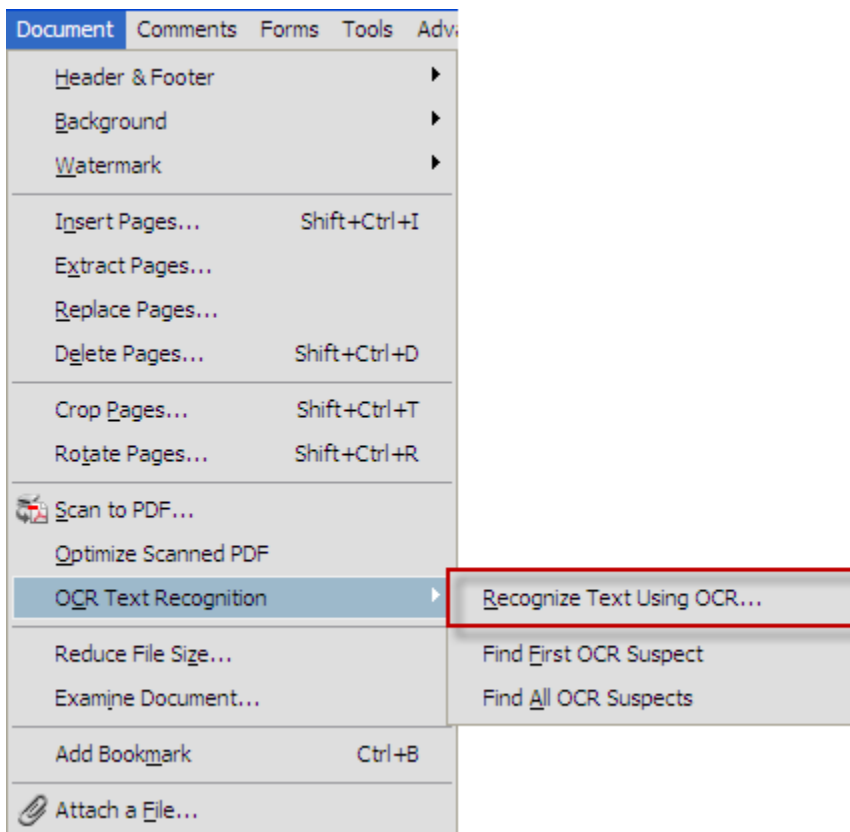 Document Comments Forms Tools Adv
Header & Footer
Background
Watermark
Insert Pages... Shift+Ctrl+I
Extract Pages...
Replace Pages...
Delete Pages... Shift+Ctrl+D
Crop Pages... Shift+Ctrl+T
Rotate Pages... Shift+Ctrl+R
Scan to PDF...
Optimize Scanned PDF
OCR Text Recognition
Recognize Text Using OCR...
Find First OCR Suspect
Find All OCR Suspects
Reduce File Size...
Examine Document...
Add Bookmark Ctrl+B
Attach a File...